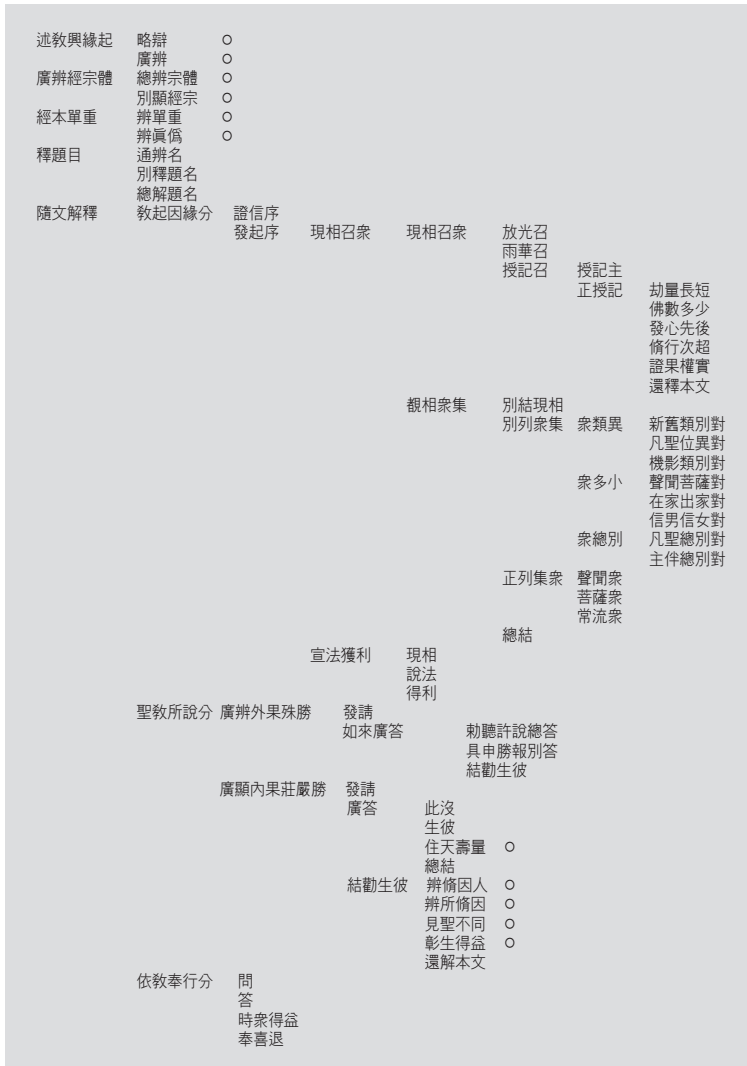 述敎興緣起 略辯 ○
廣辨 ○
廣辨經宗體 總辨宗體 ○
別顯經宗 ○
經本單重 辨單重 ○
辨眞僞 ○
釋題目 通辨名
別釋題名
總解題名
隨文解釋 敎起因緣分 證信序
發起序 現相召衆 現相召衆 放光召
雨華召
授記召 授記主
正授記 劫量長短
佛數多少
發心先後
脩行次超
證果權實
還釋本文
覩相衆集 別結現相
別列衆集 衆類異 新舊類別對
凡聖位異對
機影類別對
衆多小 聲聞菩薩對
在家出家對
信男信女對
衆總別 凡聖總別對
主伴總別對
正列集衆 聲聞衆
菩薩衆
常流衆
總結
宣法獲利 現相
說法
得利
聖敎所說分 廣辨外果殊勝 發請
如來廣答 勅聽許說總答
具申勝報別答
結勸生彼
廣顯內果莊嚴勝 發請
廣答 此沒
生彼
住天壽量 ○
總結
結勸生彼 辨脩因人 ○
辨所脩因 ○
見聖不同 ○
彰生得益 ○
還解本文
依敎奉行分 問
答
時衆得益
奉喜退